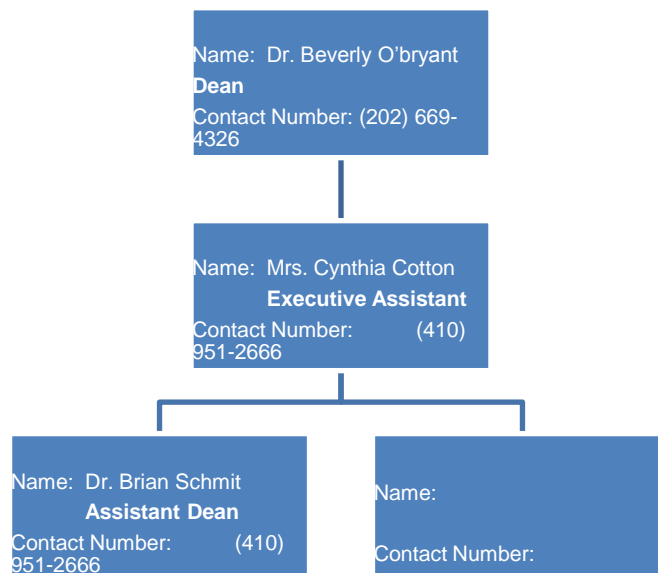 Name: Dr. Beverly O'bryant
Dean
Contact Number: (202) 669-
4326
Name: Mrs. Cynthia Cotton
Executive Assistant
Contact Number: (410)
951-2666
Name: Dr. Brian Schmit
Assistant Dean
Contact Number: (410)
951-2666
Name:
Contact Number: